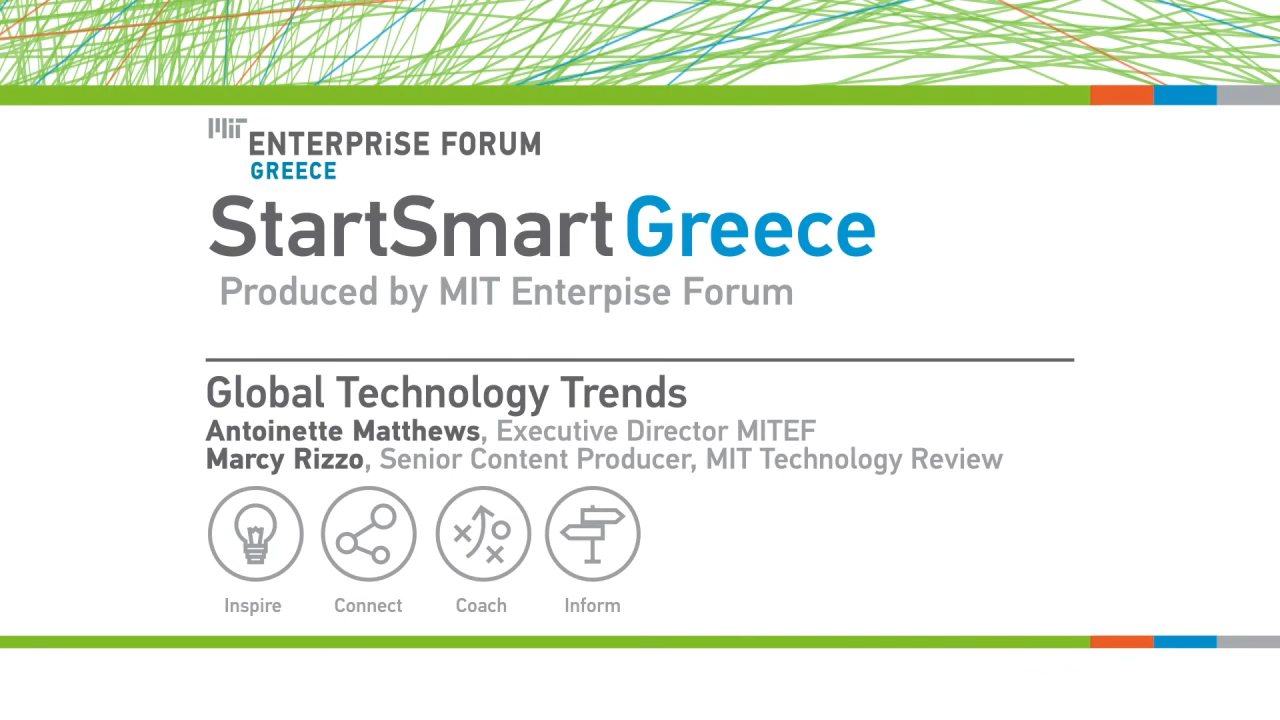 MIT
ENTERPRiSE FORUM
GREECE
StartSmart Greece
Produced by MIT Enterpise Forum
Global Technology Trends
Antoinette Matthews, Executive Director MITEF
Marcy Rizzo, Senior Content Producer, MIT Technology Review
Inspire Connect Coach Inform